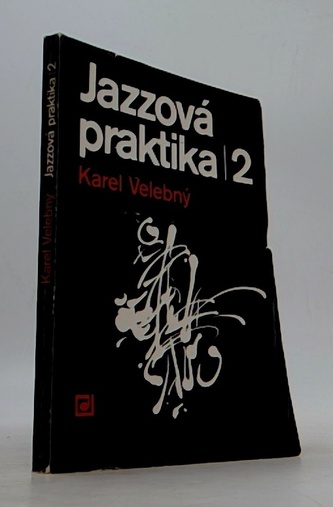 Jazzová
praktika|2
Karel Velebný
Karel Velebný Jazzová praktika|2